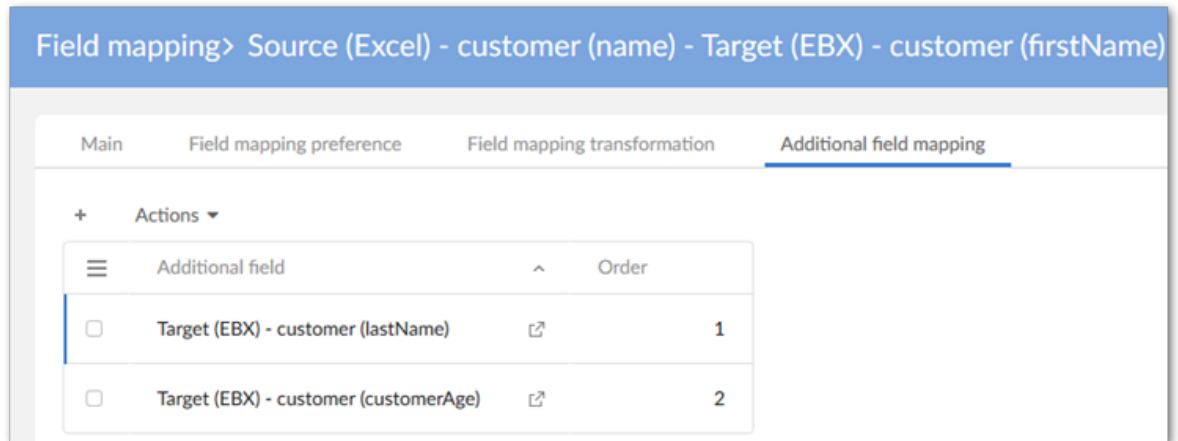 Field mapping> Source (Excel) - customer (name) - Target (EBX) - customer (firstName)
Main Field mapping preference Field mapping transformation Additional field mapping
+ Actions
Additional field Order
Target (EBX) - customer (lastName) 1
Target (EBX) - customer (customerAge) 2